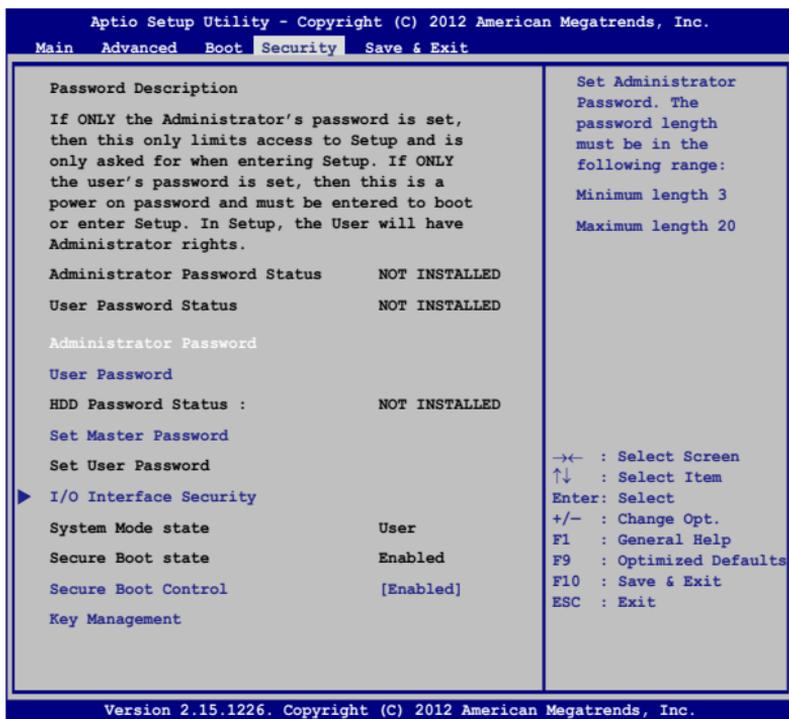 Aptio Setup Utility - Copyright (C) 2012 American Megatrends, Inc.
Main Advanced Boot Security Save & Exit
Password Description
If ONLY the Administrator's password is set,
then this only limits access to Setup and is
only asked for when entering Setup. If ONLY
the user's password is set, then this is a
power on password and must be entered to boot
or enter Setup. In Setup, the User will have
Administrator rights.
Administrator Password Status NOT INSTALLED
User Password Status NOT INSTALLED
Administrator Password
User Password
HDD Password Status : NOT INSTALLED
Set Master Password
Set User Password
I/O Interface Security
System Mode state User
Secure Boot state Enabled
Secure Boot Control [Enabled]
Key Management
Set Administrator
Password. The
password length
must be in the
following range:
Minimum length 3
Maximum length 20
→← : Select Screen
↑↓ : Select Item
Enter: Select
+/— : Change Opt.
F1 : General Help
F9 : Optimized Defaults
F10 : Save & Exit
ESC : Exit
Version 2.15.1226. Copyright (C) 2012 American Megatrends, Inc.